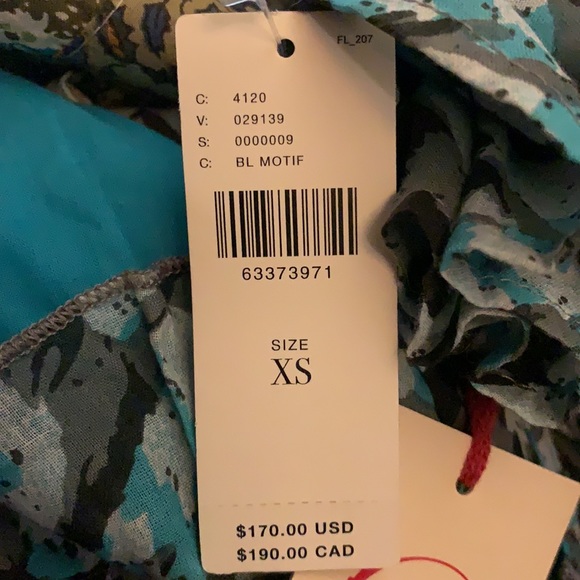 FL_207
C: 4120
V: 029139
S: 0000009
C: BL MOTIF
63373971
SIZE
XS
$170.00 USD
$190.00 CAD